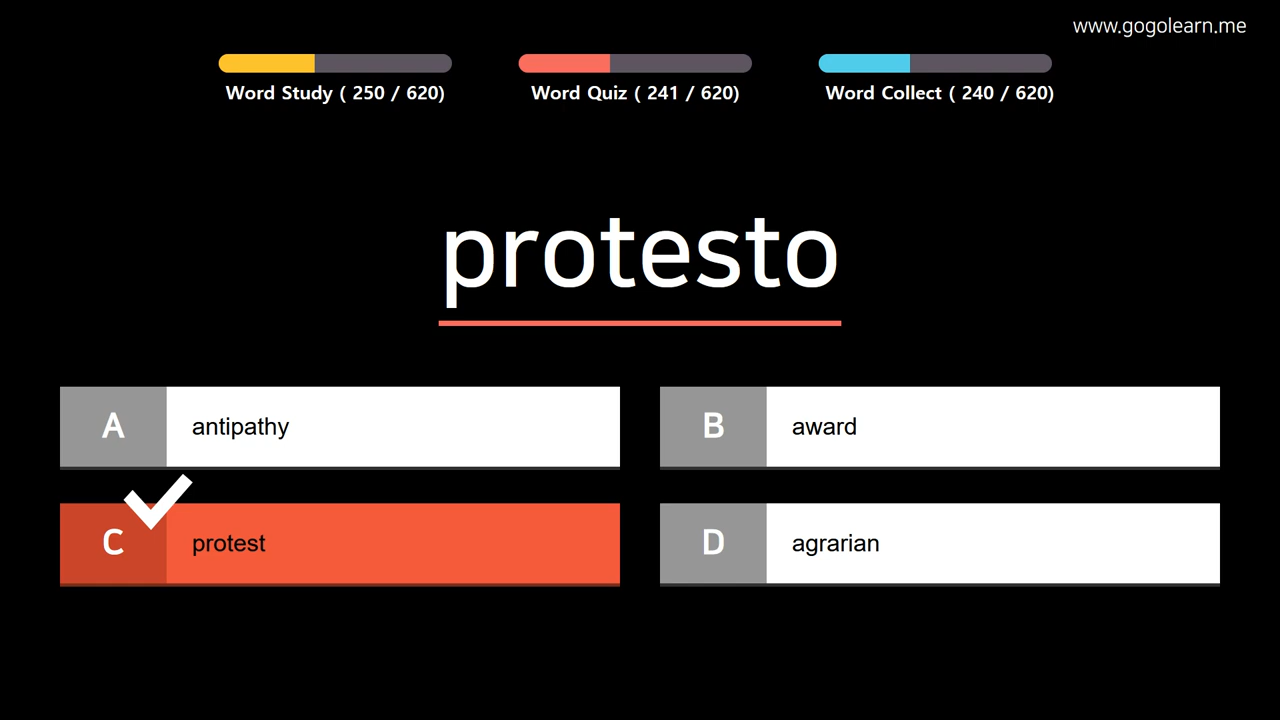 www.gogolearn.me
Word Study ( 250 / 620)
Word Quiz ( 241 / 620)
Word Collect ( 240 / 620)
protesto
A antipathy
B award
C protest
D agrarian